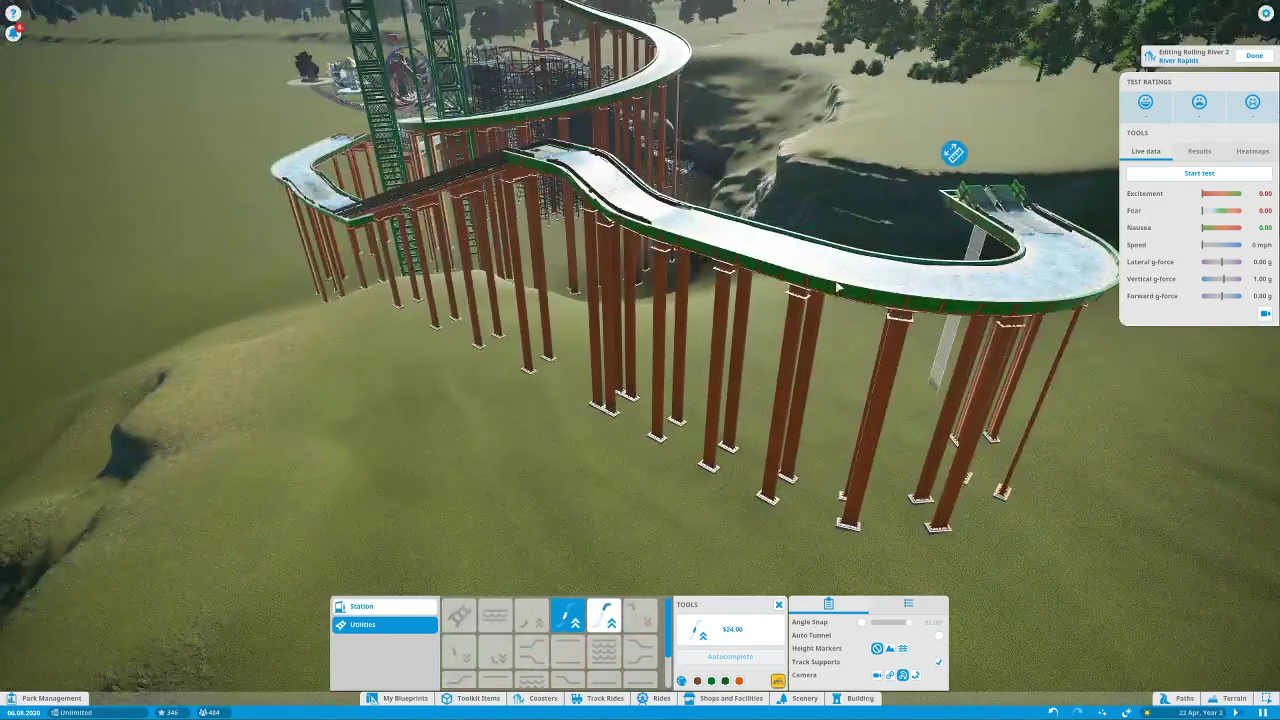 ?
6
Editing Rolling River 2
River Rapids
Done
TEST RATINGS
- - -
TOOLS
Live data Results Heatmaps
Start test
Excitement 0.00
Fear 0.00
Nausea 0.00
Speed 0 mph
Lateral g-force 0.00 g
Vertical g-force 1.00 g
Forward g-force 0.00 g
Station
Utilities
TOOLS
$24.00
Autocomplete
Angle Snap
Auto Tunnel
Height Markers
Track Supports
Camera
Park Management My Blueprints Toolkit Items Coasters Track Rides Rides Shops and Facilities Scenery Building Paths Terrain
06.08.2020 Unlimited 346 484 22 Apr, Year 2